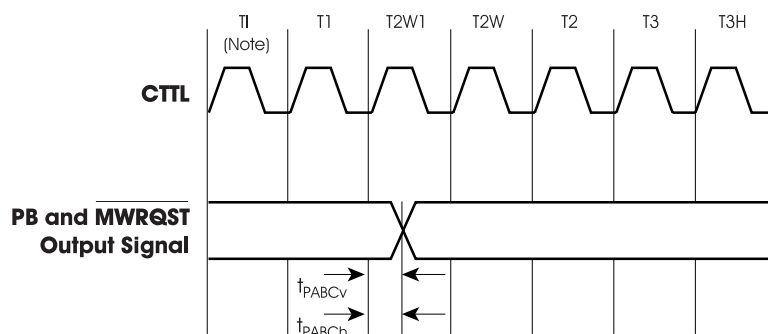 TI T1 T2W1 T2W T2 T3 T3H
(Note)
CTTL
PB and MWRQST
Output Signal
tPABCv
tPABCh